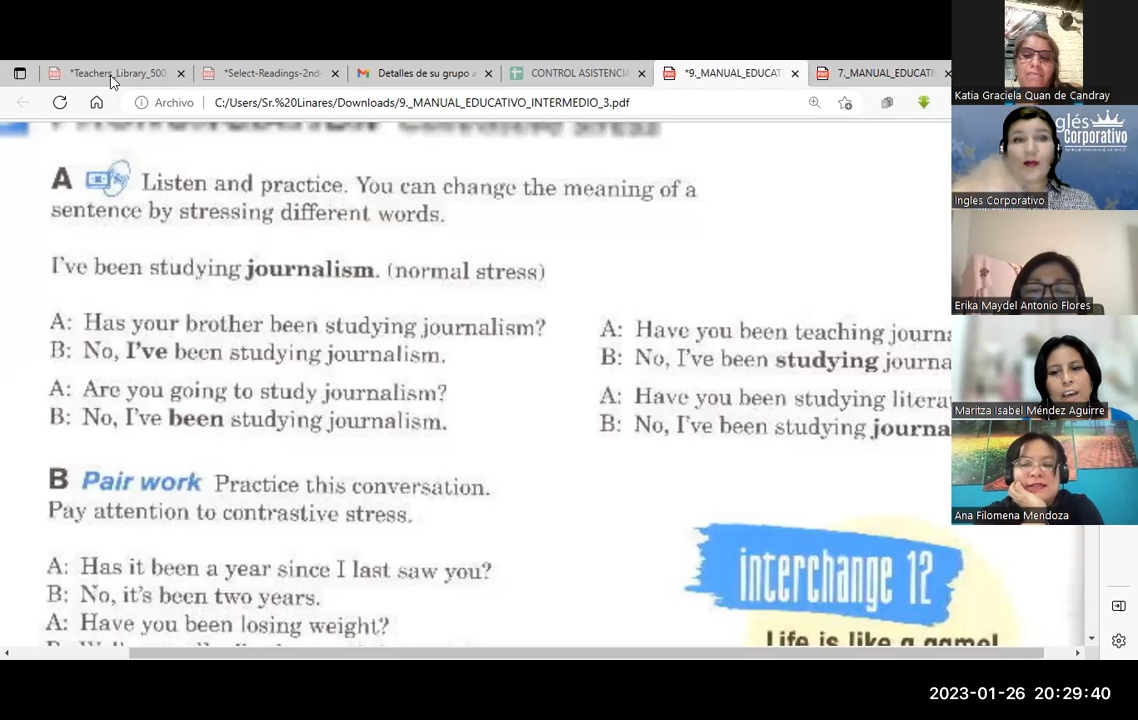 *Teachers_Library_500_
*Select-Readings-2nd-
Detalles de su grupo a
CONTROL ASISTENCIA
*9._MANUAL_EDUCAT
7._MANUAL_EDUCATI
Archivo
C:/Users/Sr.%20Linares/Downloads/9._MANUAL_EDUCATIVO_INTERMEDIO_3.pdf
A Listen and practice. You can change the meaning of a
sentence by stressing different words.
I've been studying journalism. (normal stress)
A: Has your brother been studying journalism?
B: No, I've been studying journalism.
A: Are you going to study journalism?
B: No, I've been studying journalism.
A: Have you been teaching journa
B: No, I've been studying journa
A: Have you been studying litera
B: No, I've been studying journa
B Pair work Practice this conversation.
Pay attention to contrastive stress.
A: Has it been a year since I last saw you?
B: No, it's been two years.
A: Have you been losing weight?
interchange 12
Life is like a game!
Katia Graciela Quan de Candray
glés
Corporativo
Ingles Corporativo
Erika Maydel Antonio Flores
Maritza Isabel Méndez Aguirre
Ana Filomena Mendoza
2023-01-26 20:29:40